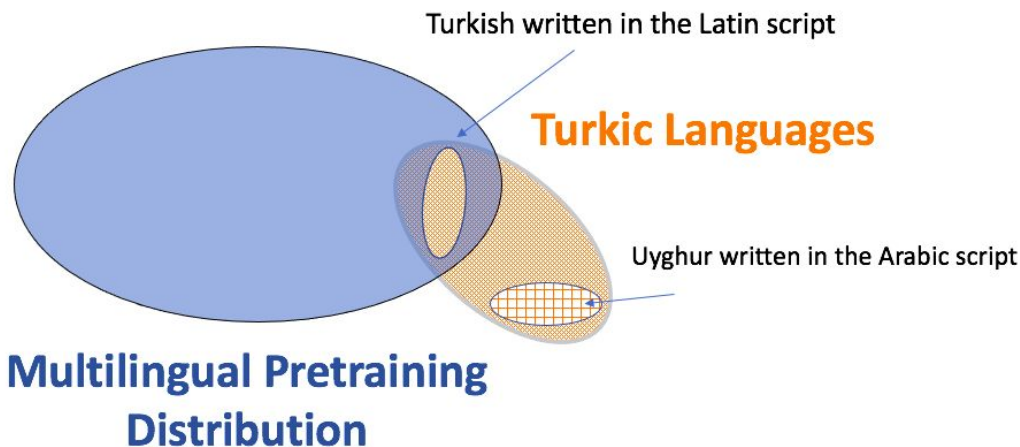 Turkish written in the Latin script
Turkic Languages
Uyghur written in the Arabic script
Multilingual Pretraining
Distribution